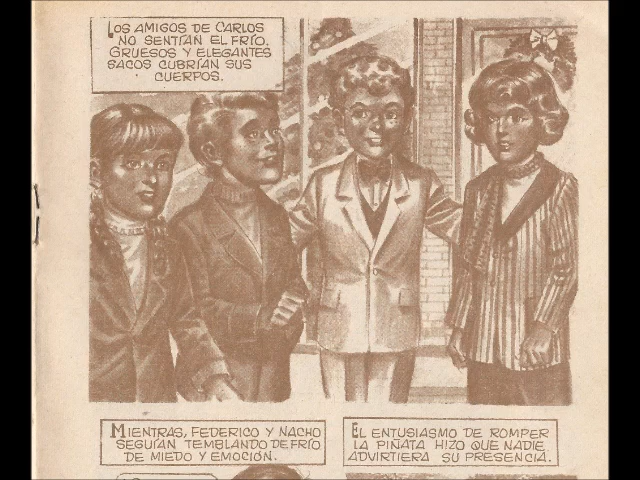 LOS AMIGOS DE CARLOS
NO SENTÍAN EL FRÍO.
GRUESOS Y ELEGANTES
SACOS CUBRÍAN SUS
CUERPOS.
MIENTRAS, FEDERICO Y NACHO
SEGUÍAN TEMBLANDO DE FRÍO
DE MIEDO Y EMOCIÓN.
EL ENTUSIASMO DE ROMPER
LA PIÑATA HIZO QUE NADIE
ADVIRTIERA SU PRESENCIA.